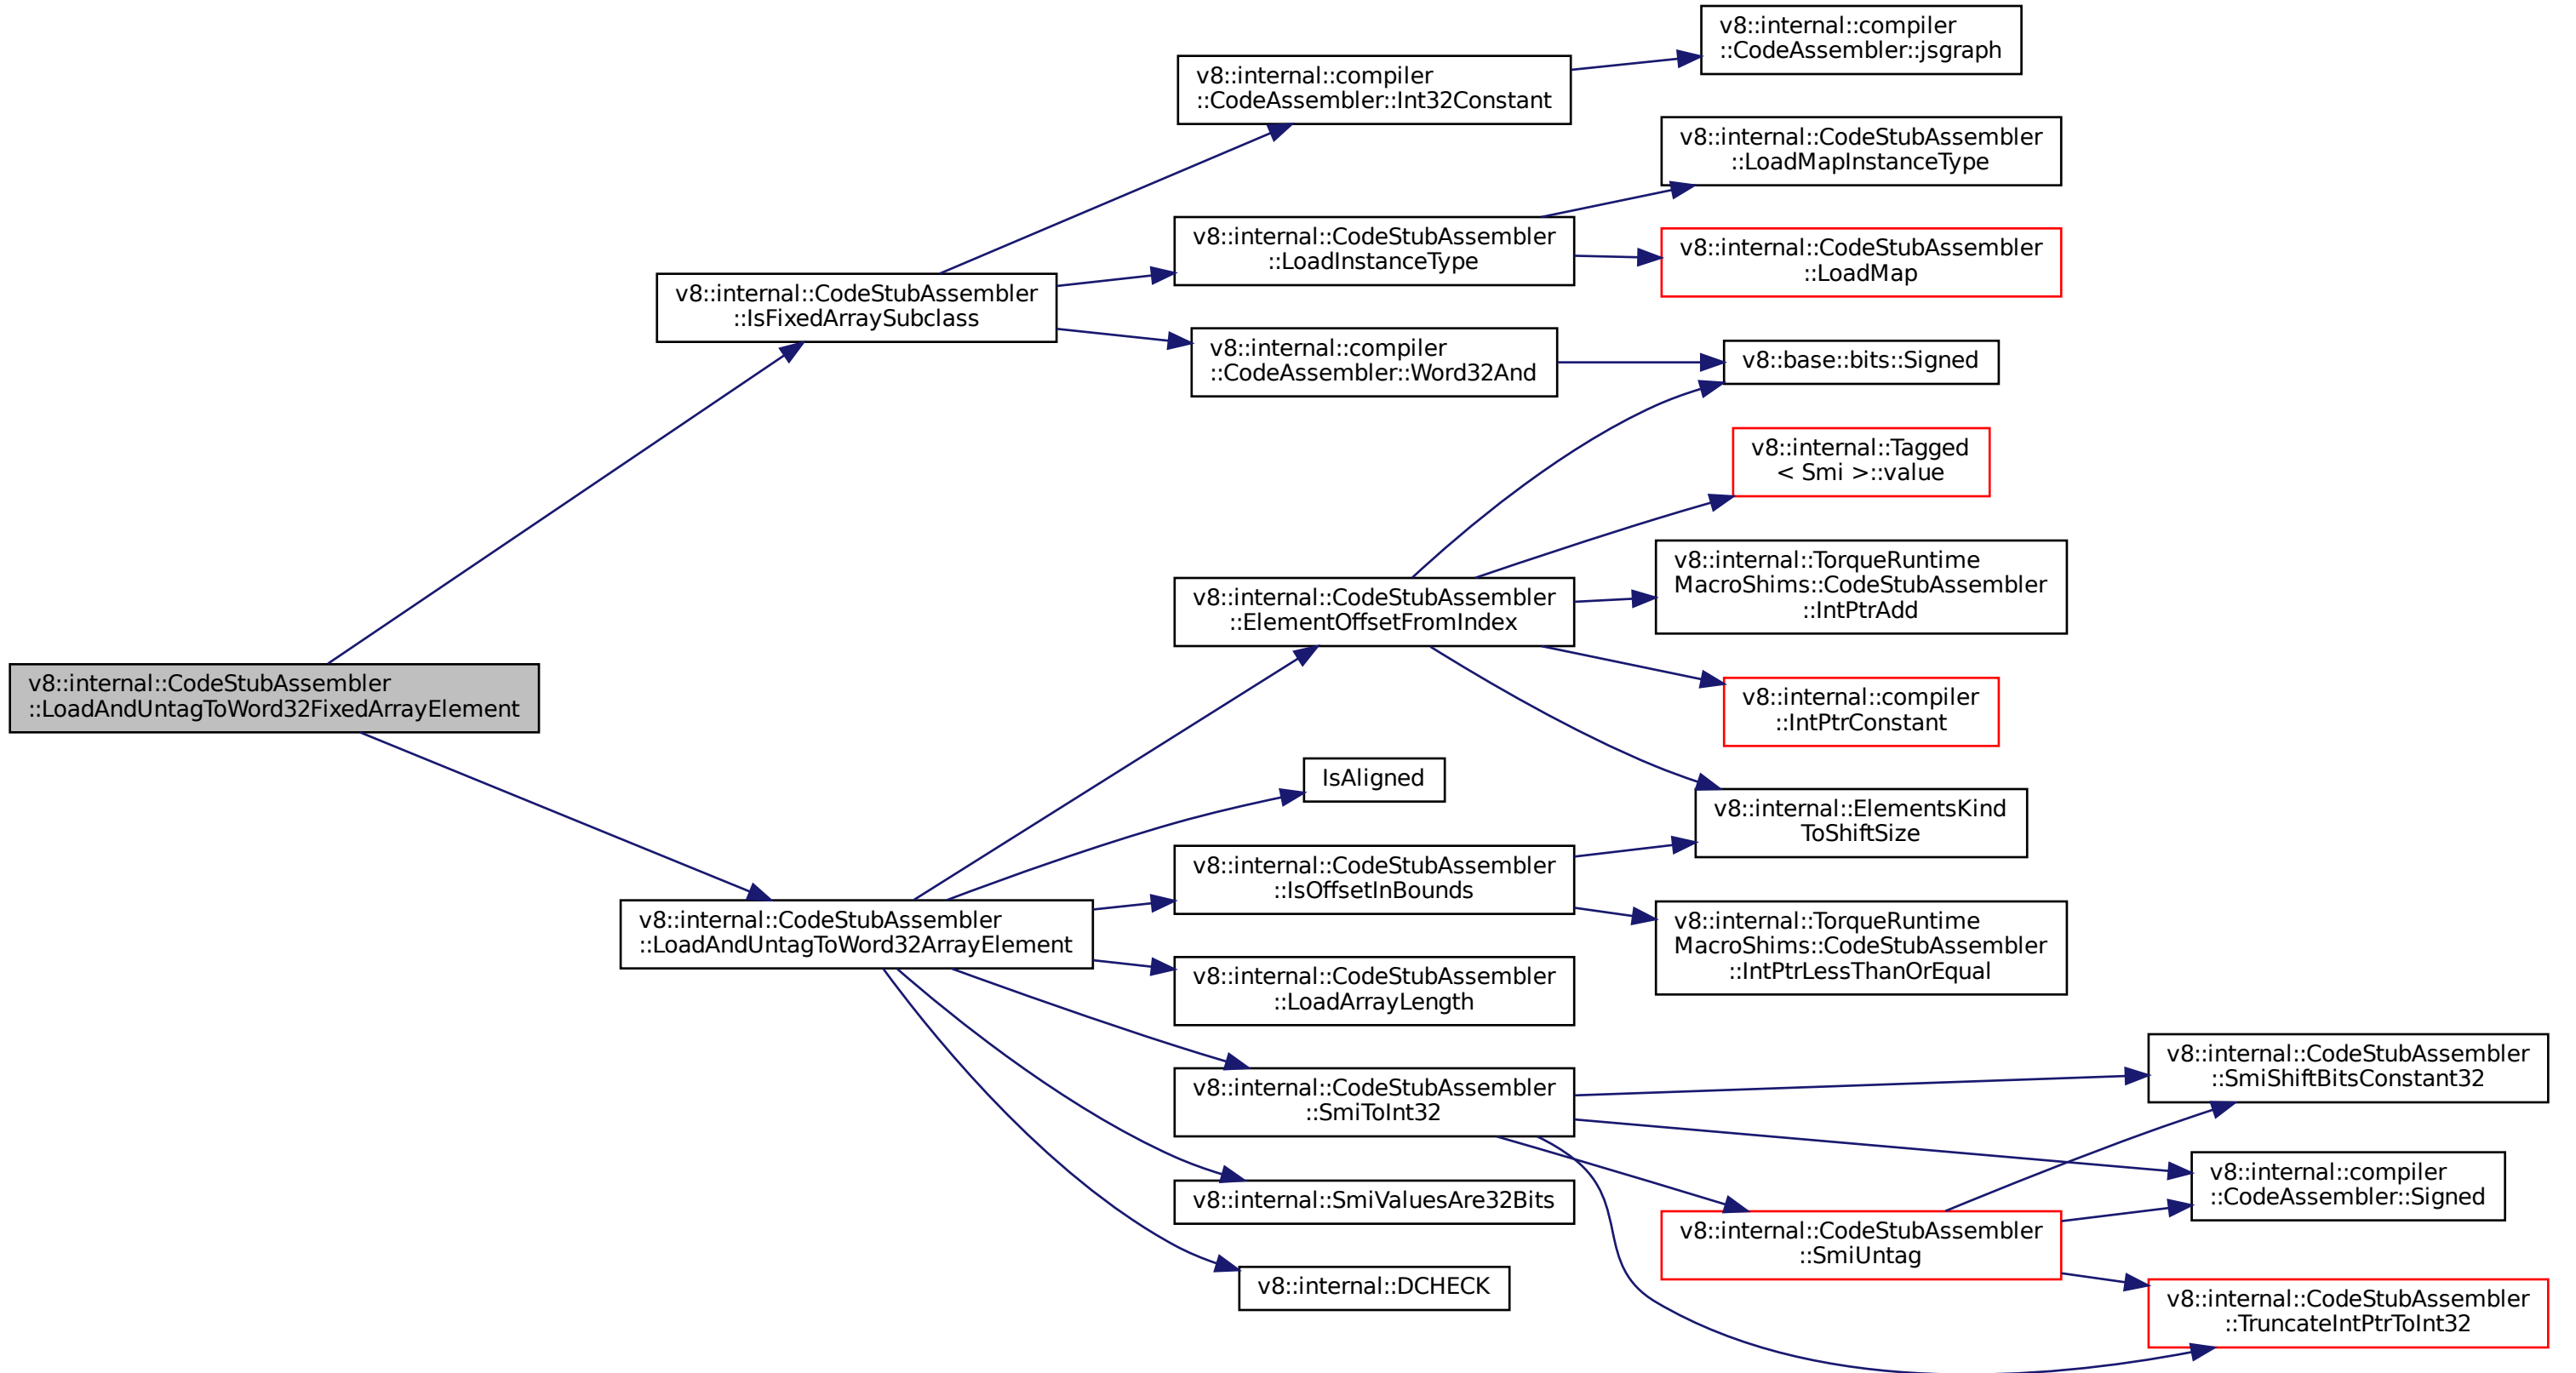 v8::internal::CodeStubAssembler
::LoadAndUntagToWord32FixedArrayElement
v8::internal::CodeStubAssembler
::IsFixedArraySubclass
v8::internal::compiler
::CodeAssembler::Int32Constant
v8::internal::compiler
::CodeAssembler::jsgraph
v8::internal::CodeStubAssembler
::LoadInstanceType
v8::internal::CodeStubAssembler
::LoadMapInstanceType
v8::internal::CodeStubAssembler
::LoadMap
v8::internal::compiler
::CodeAssembler::Word32And
v8::base::bits::Signed
v8::internal::CodeStubAssembler
::LoadAndUntagToWord32ArrayElement
v8::internal::CodeStubAssembler
::ElementOffsetFromIndex
v8::internal::Tagged
< Smi >::value
v8::internal::TorqueRuntime
MacroShims::CodeStubAssembler
::IntPtrAdd
v8::internal::compiler
::IntPtrConstant
v8::internal::ElementsKind
ToShiftSize
IsAligned
v8::internal::CodeStubAssembler
::IsOffsetInBounds
v8::internal::TorqueRuntime
MacroShims::CodeStubAssembler
::IntPtrLessThanOrEqual
v8::internal::CodeStubAssembler
::LoadArrayLength
v8::internal::CodeStubAssembler
::SmiToInt32
v8::internal::CodeStubAssembler
::SmiShiftBitsConstant32
v8::internal::compiler
::CodeAssembler::Signed
v8::internal::CodeStubAssembler
::SmiUntag
v8::internal::CodeStubAssembler
::TruncateIntPtrToInt32
v8::internal::SmiValuesAre32Bits
v8::internal::DCHECK